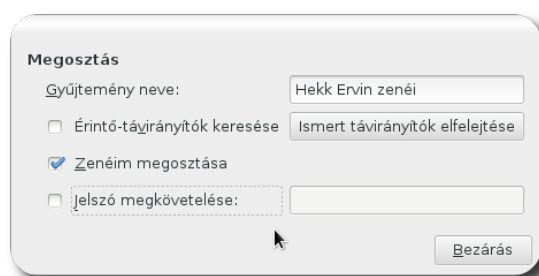 Megosztás
Gyűjtemény neve: Hekk Ervin zenéi
Érintő-távirányítók keresése Ismert távirányítók elfelejtése
Zenéim megosztása
Jelszó megkövetelése:
Bezárás